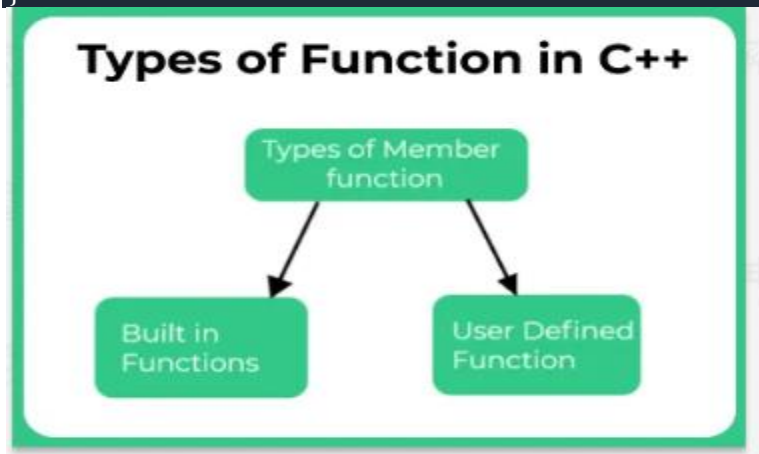 Types of Function in C++
Types of Member
function
Built in
Functions
User Defined
Function